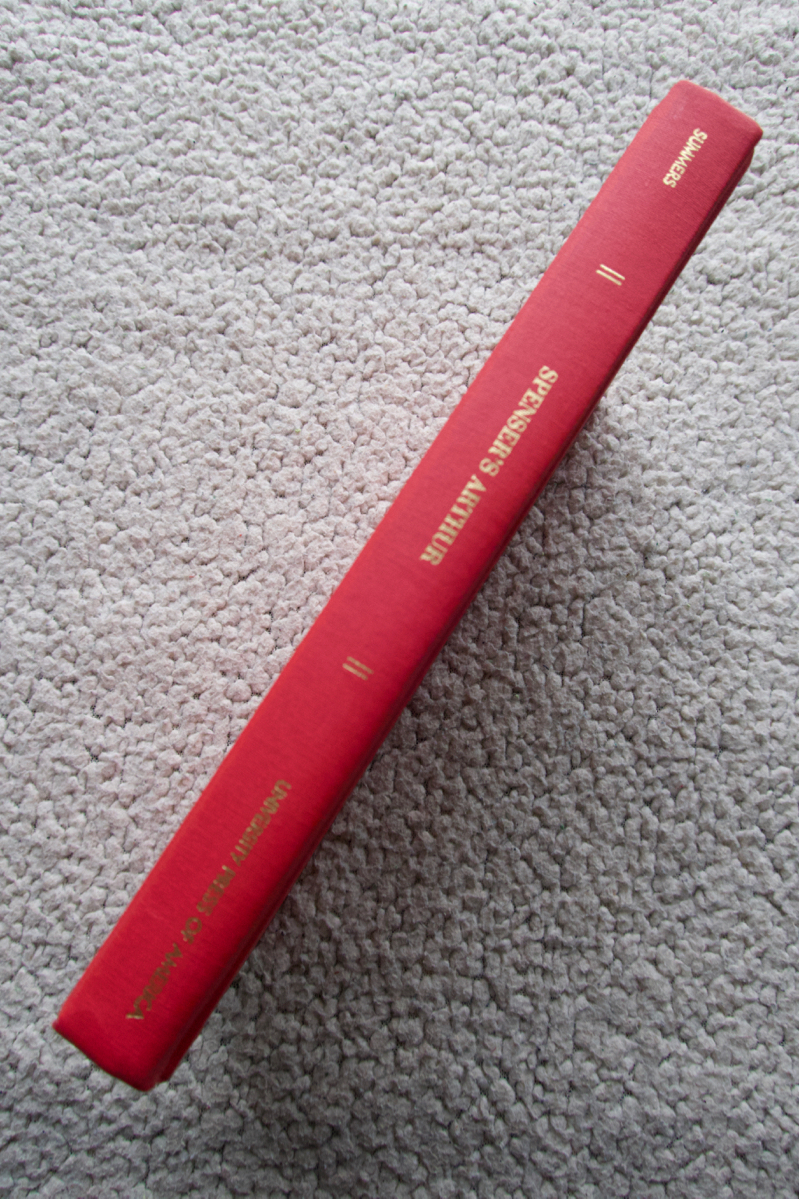 SUMMERS
||
SPENSER'S ARTHUR
||
UNIVERSITY PRESS OF AMERICA